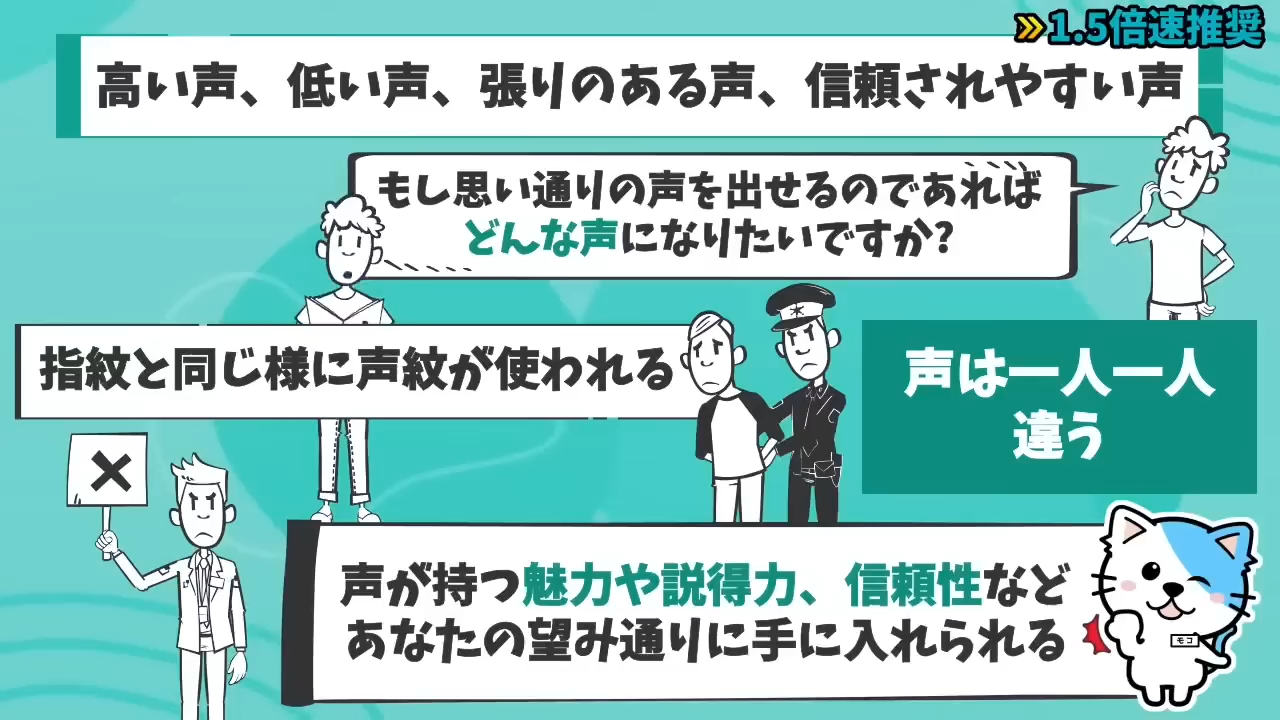 1.5倍速推奨
高い声、低い声、張りのある声、信頼されやすい声
もし思い通りの声を出せるのであれば
どんな声になりたいですか?
指紋と同じ様に声紋が使われる
声は一人一人
違う
声が持つ魅力や説得力、信頼性など
あなたの望み通りに手に入れられる
モコ